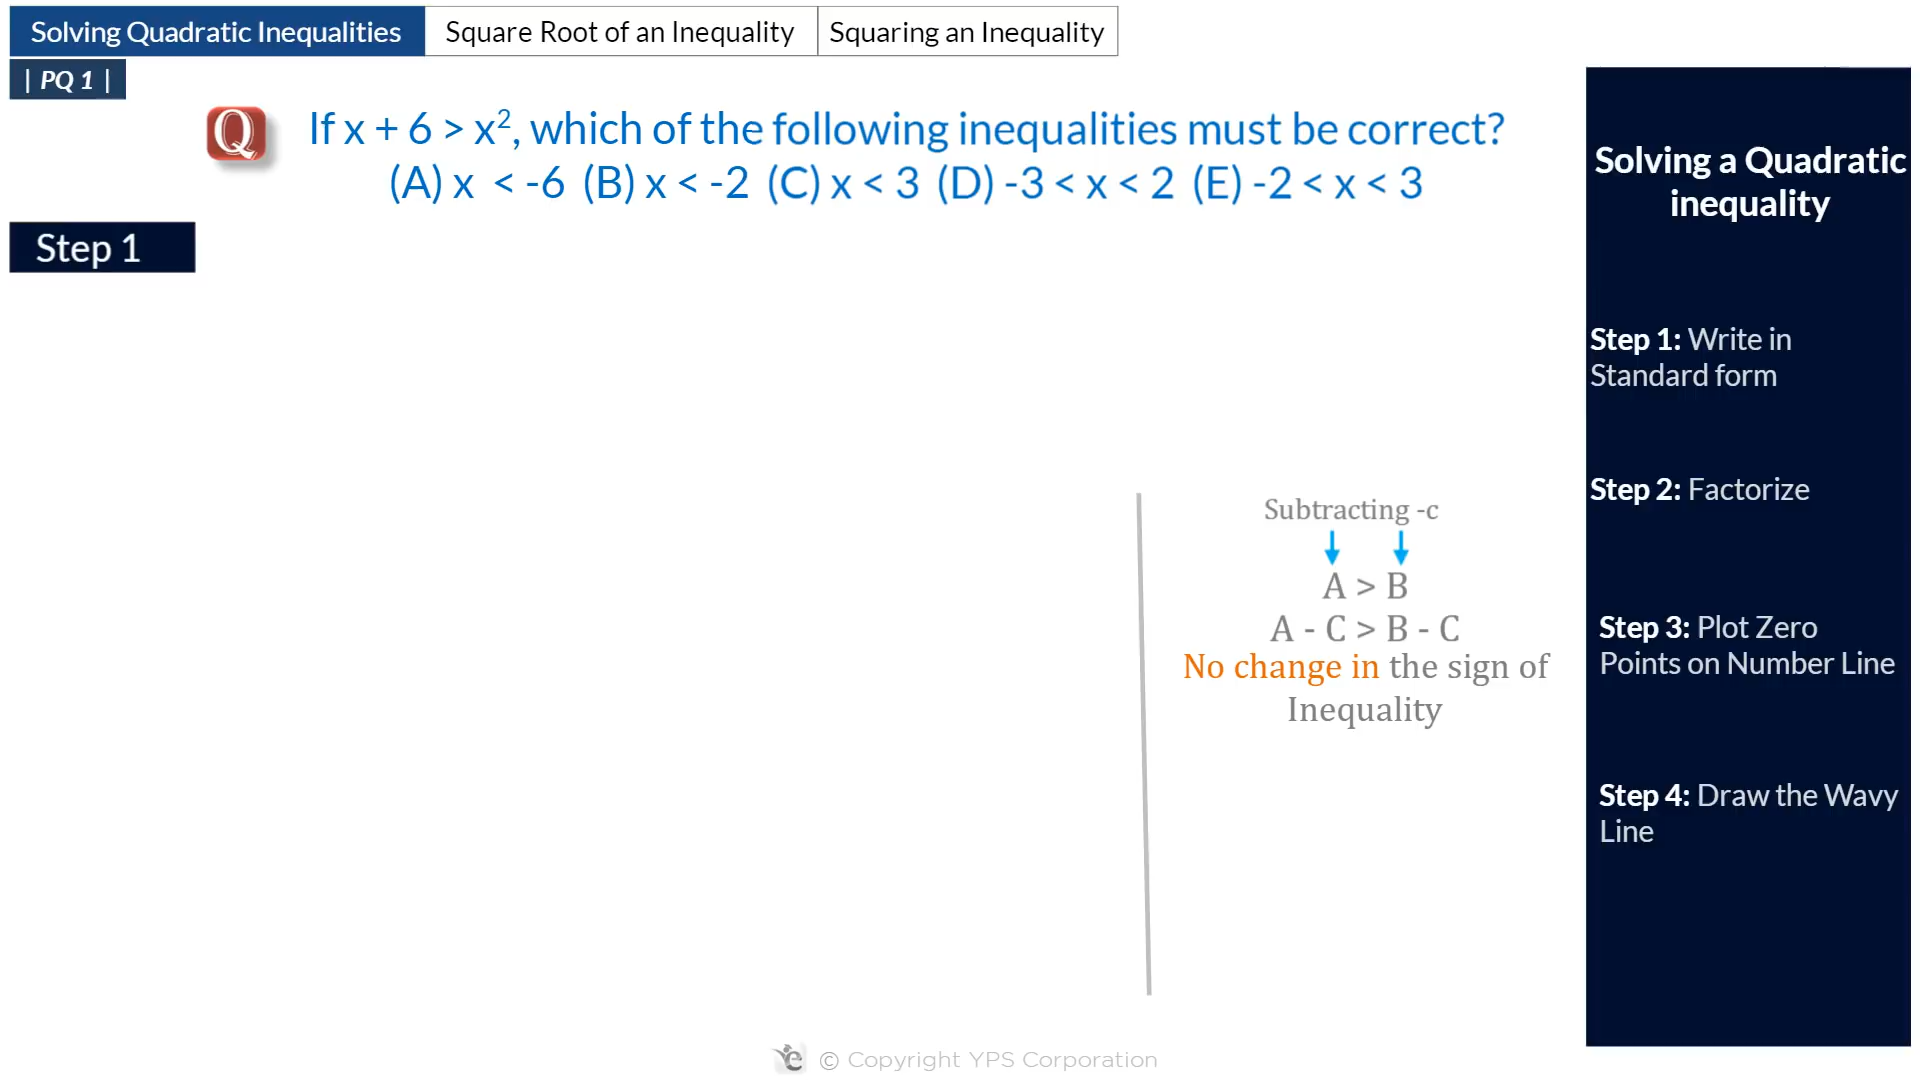 Solving Quadratic Inequalities
Square Root of an Inequality
Squaring an Inequality
| PQ 1 |
Q
If x + 6 > x², which of the following inequalities must be correct?
(A) x < -6 (B) x < -2 (C) x < 3 (D) -3 < x < 2 (E) -2 < x < 3
Step 1
Subtracting -c
A > B
A - C > B - C
No change in the sign of
Inequality
Solving a Quadratic
inequality
Step 1: Write in
Standard form
Step 2: Factorize
Step 3: Plot Zero
Points on Number Line
Step 4: Draw the Wavy
Line
e © Copyright YPS Corporation